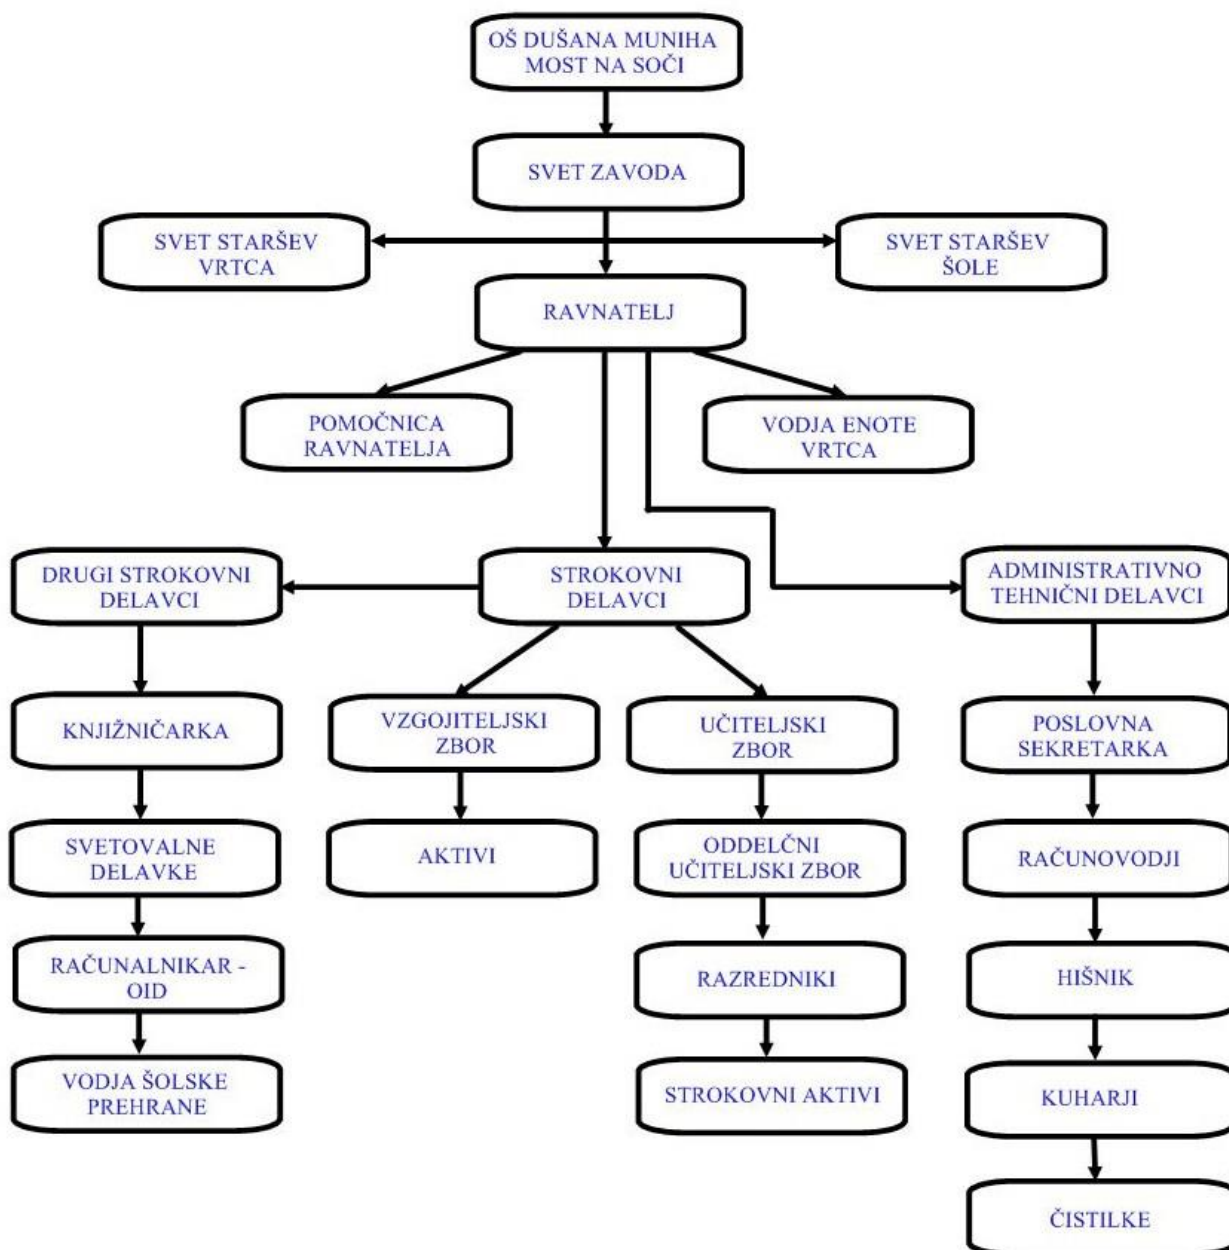 OŠ DUŠANA MUNIHA
MOST NA SOČI
SVET ZAVODA
SVET STARŠEV
VRTCA
SVET STARŠEV
ŠOLE
RAVNATELJ
POMOČNICA
RAVNATELJA
VODJA ENOTE
VRTCA
DRUGI STROKOVNI
DELAVCI
STROKOVNI
DELAVCI
ADMINISTRATIVNO
TEHNIČNI DELAVCI
KNJIŽNIČARKA
VZGOJITELJSKI
ZBOR
UČITELJSKI
ZBOR
POSLOVNA
SEKRETARKA
SVETOVALNE
DELAVKE
AKTIVI
ODDELČNI
UČITELJSKI ZBOR
RAČUNOVODJI
RAČUNALNIKAR -
OID
RAZREDNIKI
HIŠNIK
VODJA ŠOLSKE
PREHRANE
STROKOVNI AKTIVI
KUHARJI
ČISTILKE